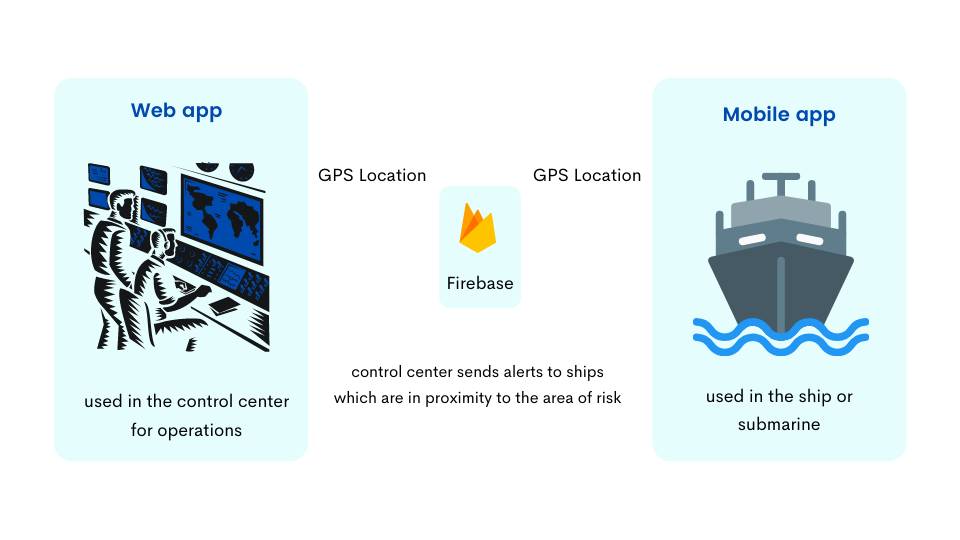 Web app
used in the control center
for operations
GPS Location
Firebase
GPS Location
control center sends alerts to ships
which are in proximity to the area of risk
Mobile app
used in the ship or
submarine